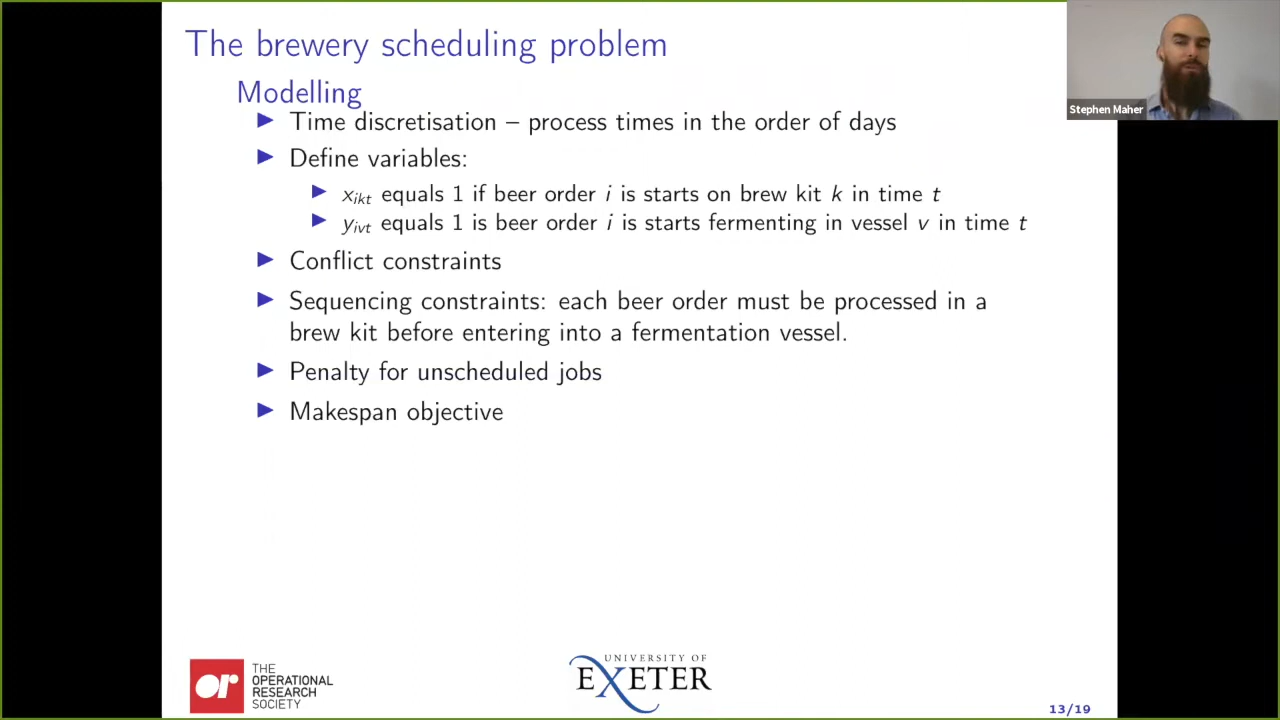 The brewery scheduling problem
Stephen Maher
Modelling
▶ Time discretisation – process times in the order of days
▶ Define variables:
▶ x_ikt equals 1 if beer order i is starts on brew kit k in time t
▶ y_ivt equals 1 is beer order i is starts fermenting in vessel v in time t
▶ Conflict constraints
▶ Sequencing constraints: each beer order must be processed in a
brew kit before entering into a fermentation vessel.
▶ Penalty for unscheduled jobs
▶ Makespan objective
or
THE
OPERATIONAL
RESEARCH
SOCIETY
UNIVERSITY OF
EXETER
13/19